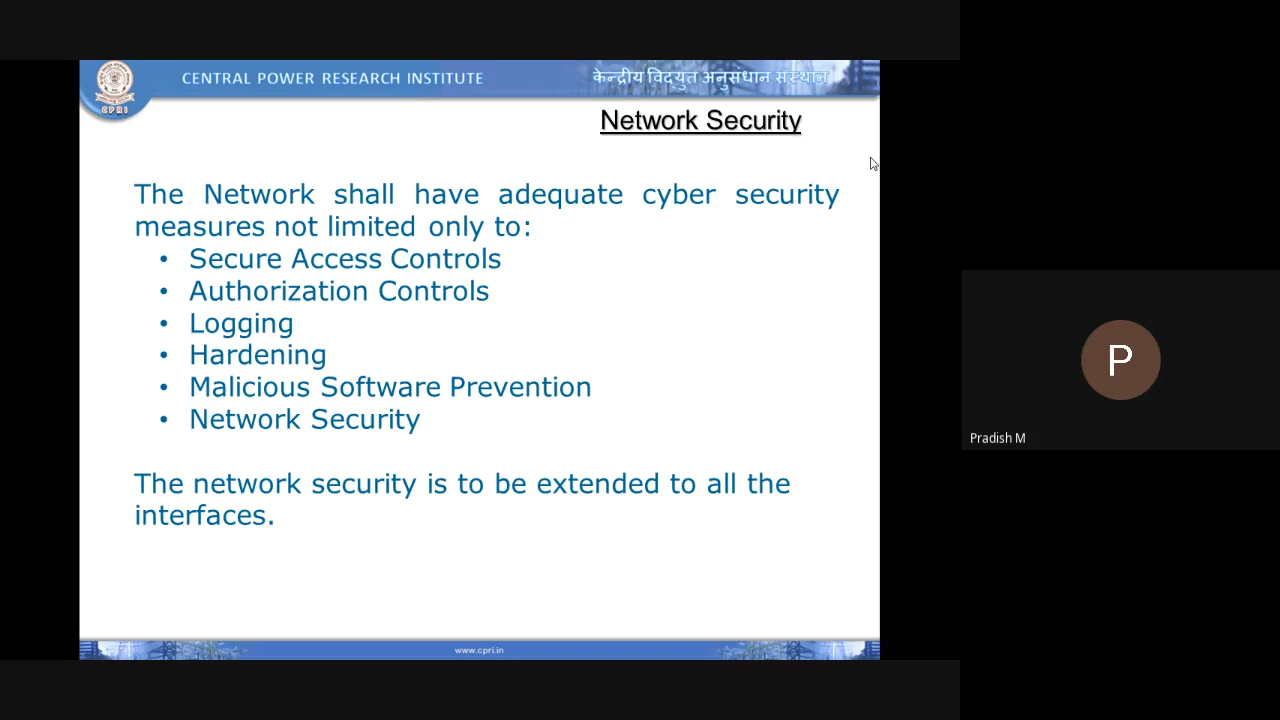 CENTRAL POWER RESEARCH INSTITUTE
केन्द्रीय विद्युत अनुसंधान संस्थान
CPRI
Network Security
The Network shall have adequate cyber security
measures not limited only to:
• Secure Access Controls
• Authorization Controls
• Logging
• Hardening
• Malicious Software Prevention
• Network Security
The network security is to be extended to all the
interfaces.
www.cpri.in
P
Pradish M